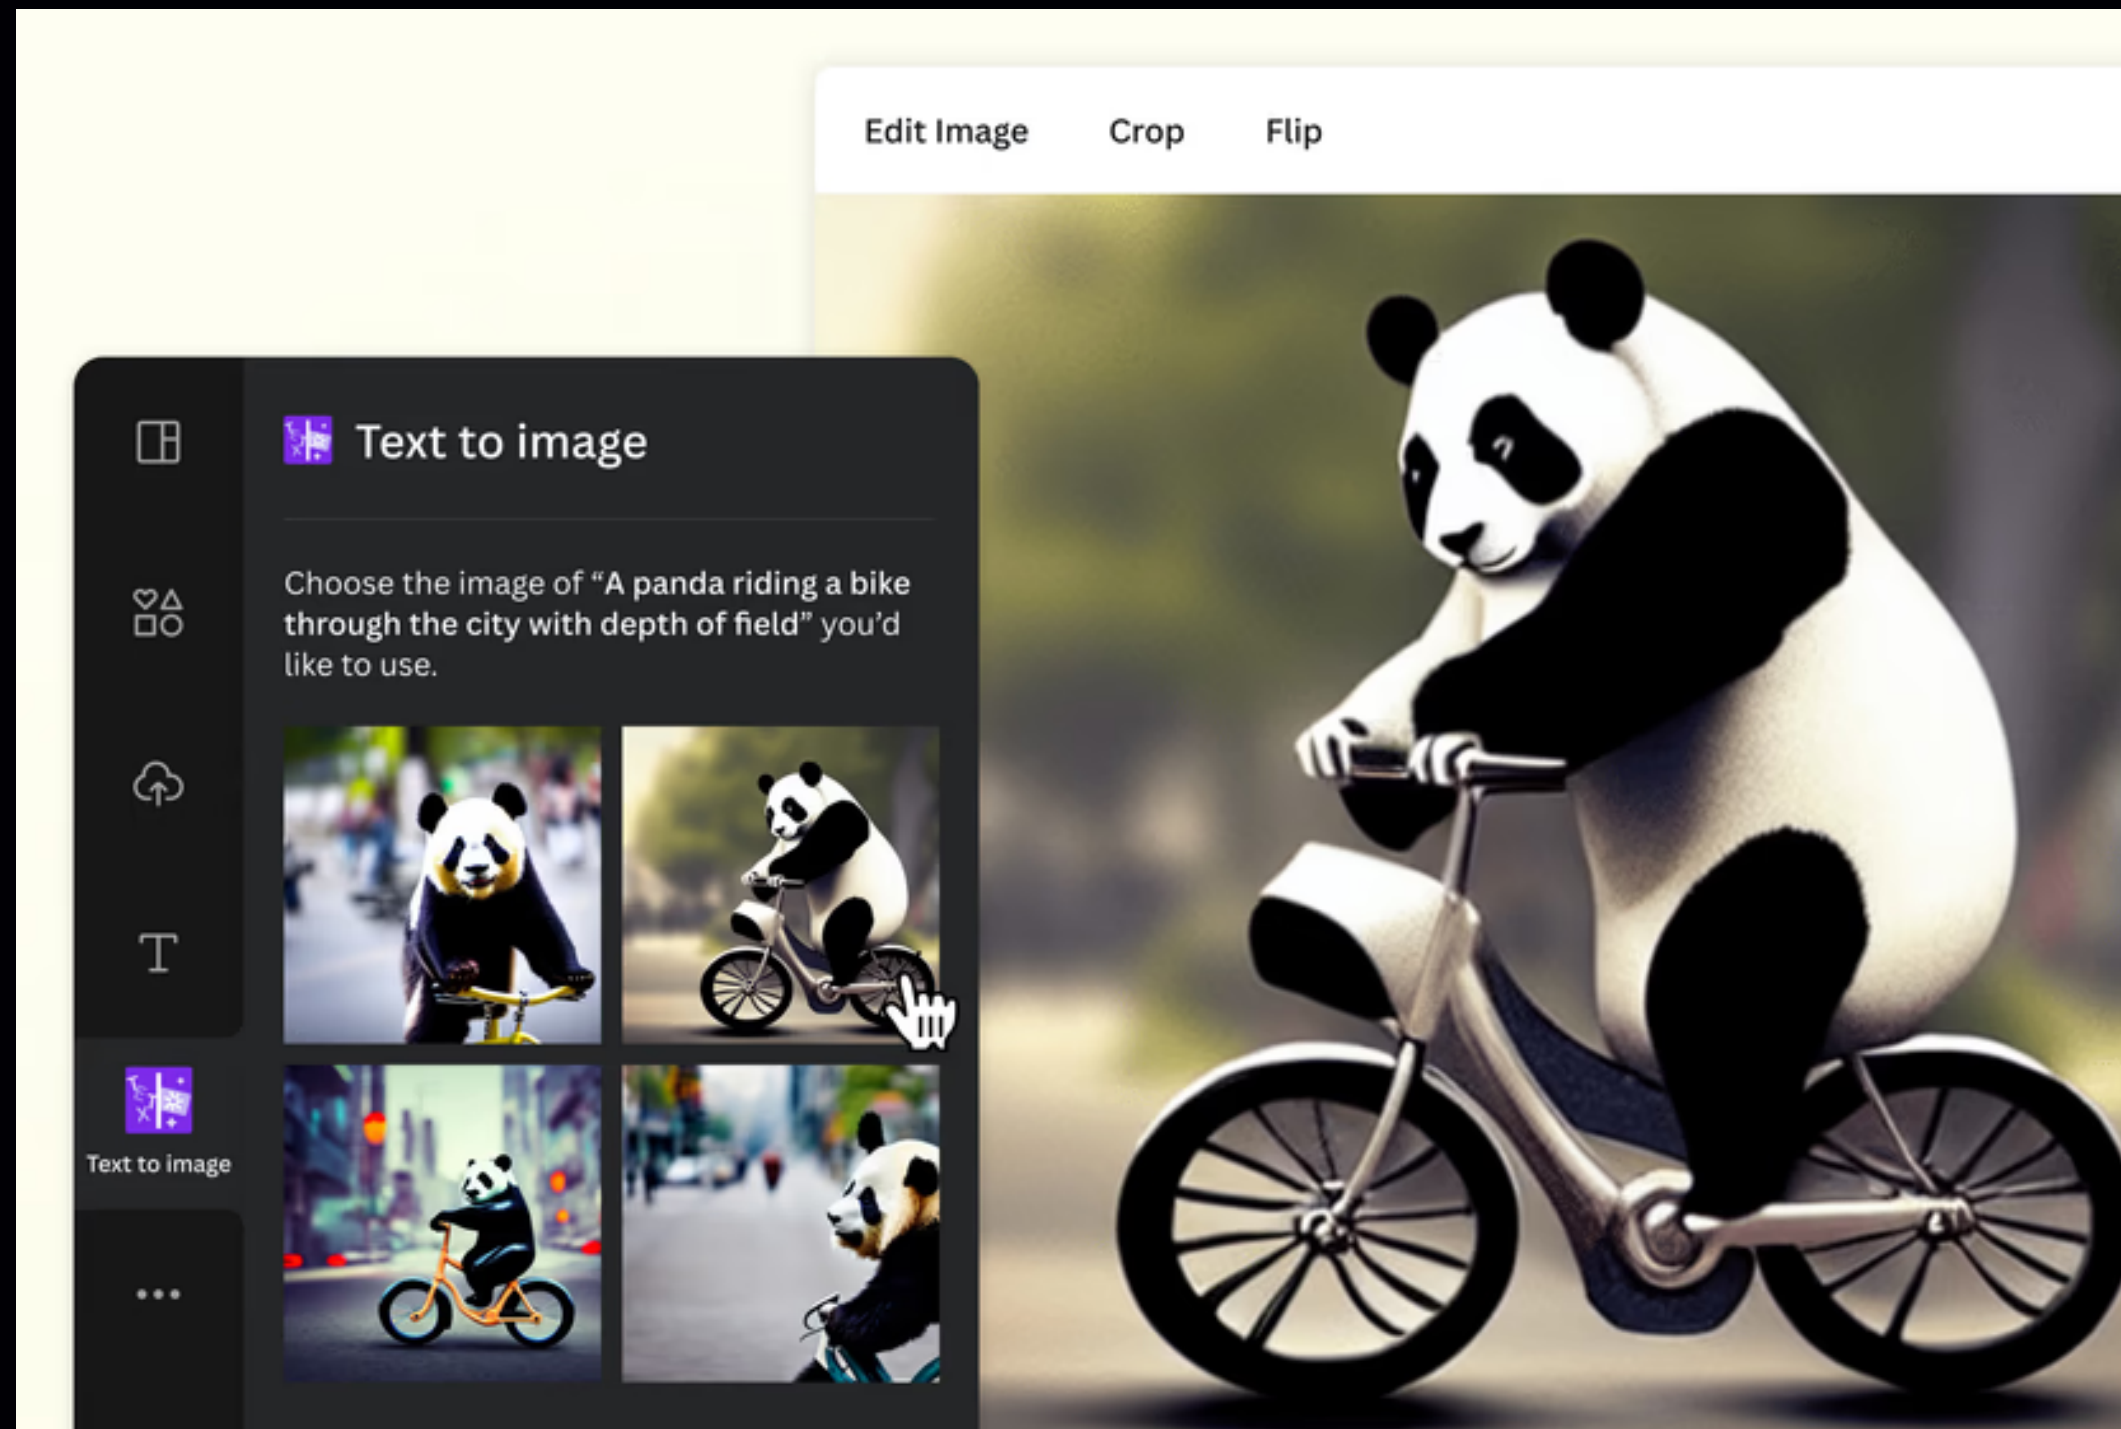 Edit Image Crop Flip
Text to image
Choose the image of “A panda riding a bike
through the city with depth of field” you’d
like to use.
T
Text to image